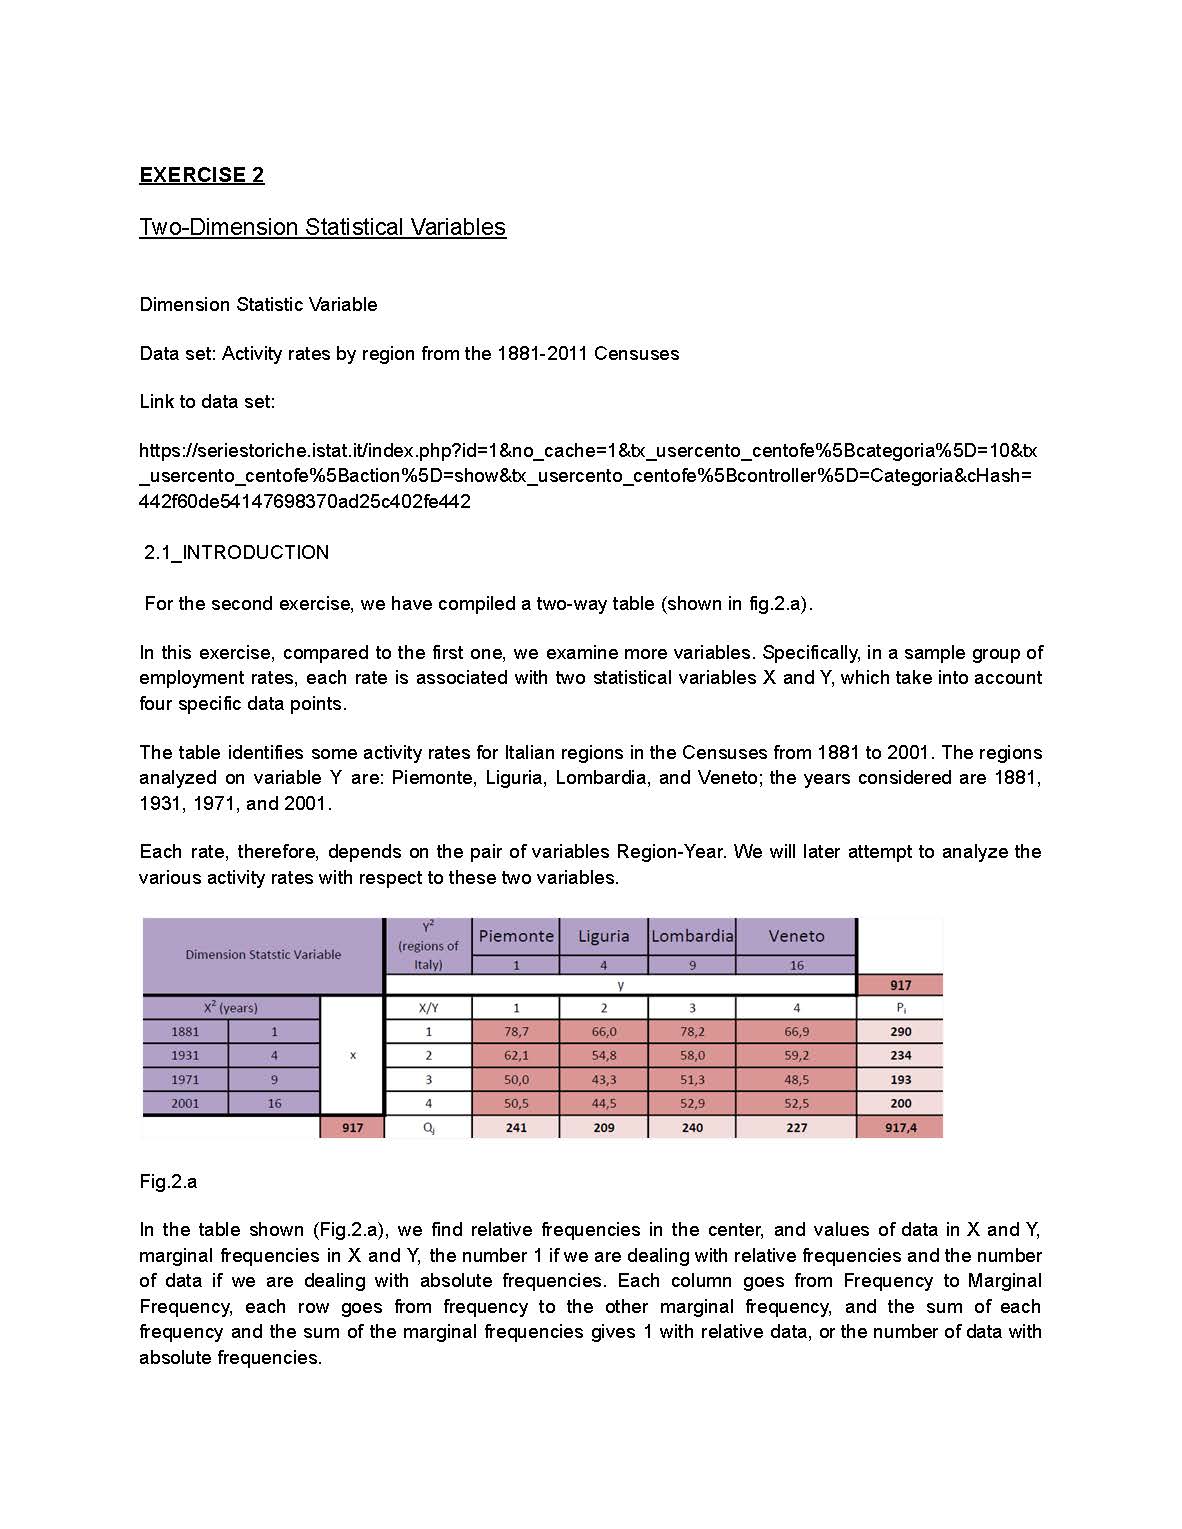 EXERCISE 2
Two-Dimension Statistical Variables
Dimension Statistic Variable
Data set: Activity rates by region from the 1881-2011 Censuses
Link to data set:
https://seriestoriche.istat.it/index.php?id=1&no_cache=1&tx_usercento_centofe%5Bcategoria%5D=10&tx
_usercento_centofe%5Baction%5D=show&tx_usercento_centofe%5Bcontroller%5D=Categoria&cHash=
442f60de54147698370ad25c402fe442
2.1_INTRODUCTION
For the second exercise, we have compiled a two-way table (shown in fig.2.a).
In this exercise, compared to the first one, we examine more variables. Specifically, in a sample group of
employment rates, each rate is associated with two statistical variables X and Y, which take into account
four specific data points.
The table identifies some activity rates for Italian regions in the Censuses from 1881 to 2001. The regions
analyzed on variable Y are: Piemonte, Liguria, Lombardia, and Veneto; the years considered are 1881,
1931, 1971, and 2001.
Each rate, therefore, depends on the pair of variables Region-Year. We will later attempt to analyze the
various activity rates with respect to these two variables.
Dimension Statstic Variable
Y² (regions of Italy) Piemonte Liguria Lombardia Veneto
1 4 9 16
y 917
X² (years) X/Y 1 2 3 4 Pi
1881 1 1 78,7 66,0 78,2 66,9 290
1931 4 x 2 62,1 54,8 58,0 59,2 234
1971 9 3 50,0 43,3 51,3 48,5 193
2001 16 4 50,5 44,5 52,9 52,5 200
917 Qj 241 209 240 227 917,4
Fig.2.a
In the table shown (Fig.2.a), we find relative frequencies in the center, and values of data in X and Y,
marginal frequencies in X and Y, the number 1 if we are dealing with relative frequencies and the number
of data if we are dealing with absolute frequencies. Each column goes from Frequency to Marginal
Frequency, each row goes from frequency to the other marginal frequency, and the sum of each
frequency and the sum of the marginal frequencies gives 1 with relative data, or the number of data with
absolute frequencies.